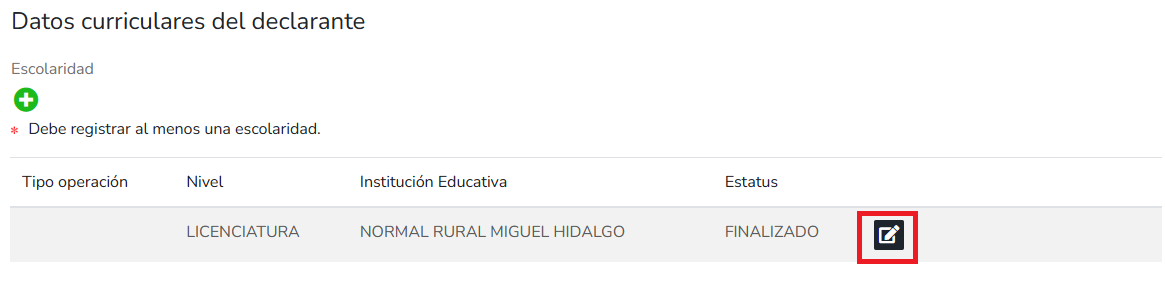 Datos curriculares del declarante
Escolaridad
* Debe registrar al menos una escolaridad.
Tipo operación Nivel Institución Educativa Estatus
LICENCIATURA NORMAL RURAL MIGUEL HIDALGO FINALIZADO